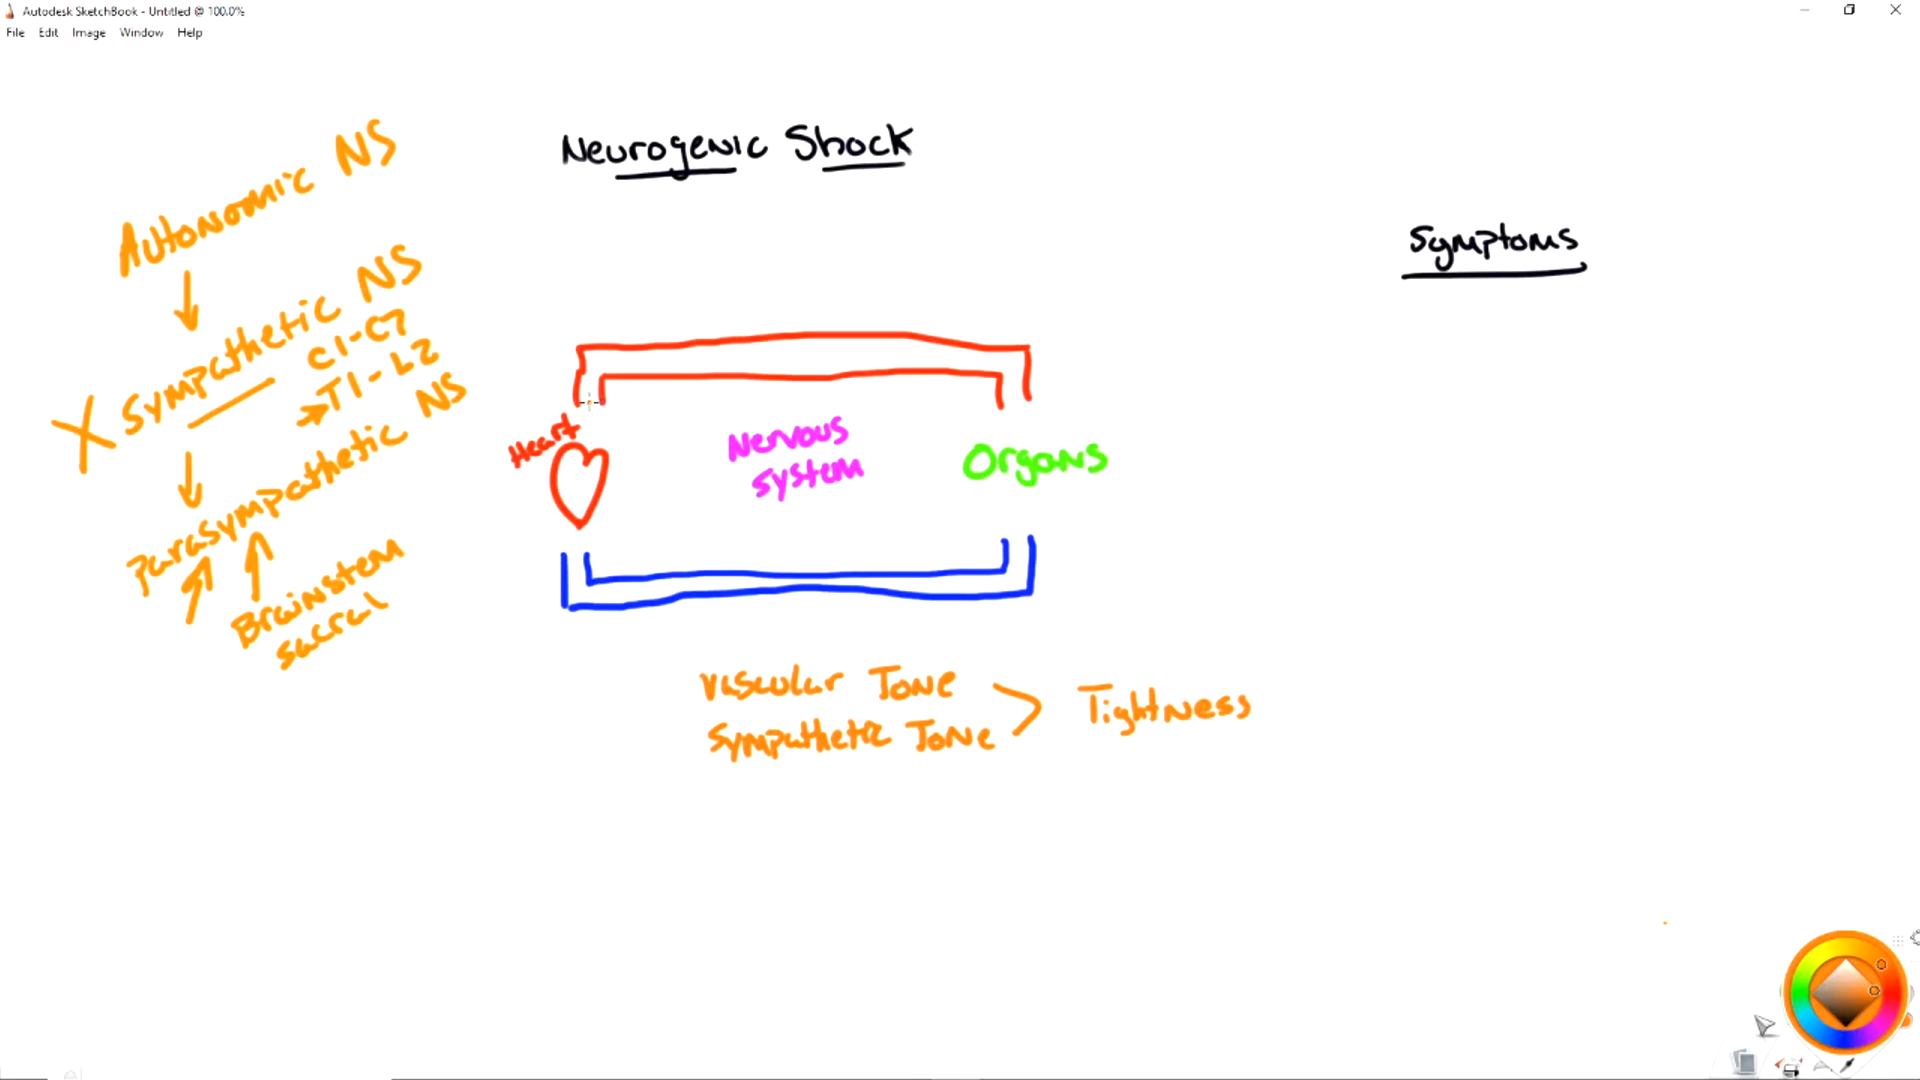 Autodesk SketchBook - Untitled @ 100.0%
File Edit Image Window Help
Neurogenic Shock
Autonomic NS
X Sympathetic NS
C1-C7
T1-L2
Parasympathetic NS
Brainstem
sacral
Symptoms
Heart
Nervous
system
Organs
vascular Tone
Sympathetic Tone
Tightness